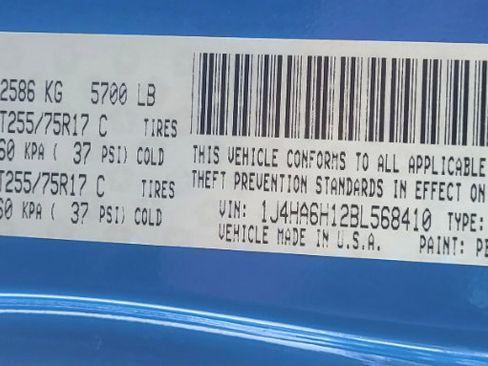 2586 KG 5700 LB
T255/75R17 C TIRES
60 KPA ( 37 PSI) COLD
T255/75R17 C TIRES
60 KPA ( 37 PSI) COLD
THIS VEHICLE CONFORMS TO ALL APPLICABLE
THEFT PREVENTION STANDARDS IN EFFECT ON
VIN: 1J4HA6H12BL568410 TYPE:
VEHICLE MADE IN U.S.A. PAINT: PE